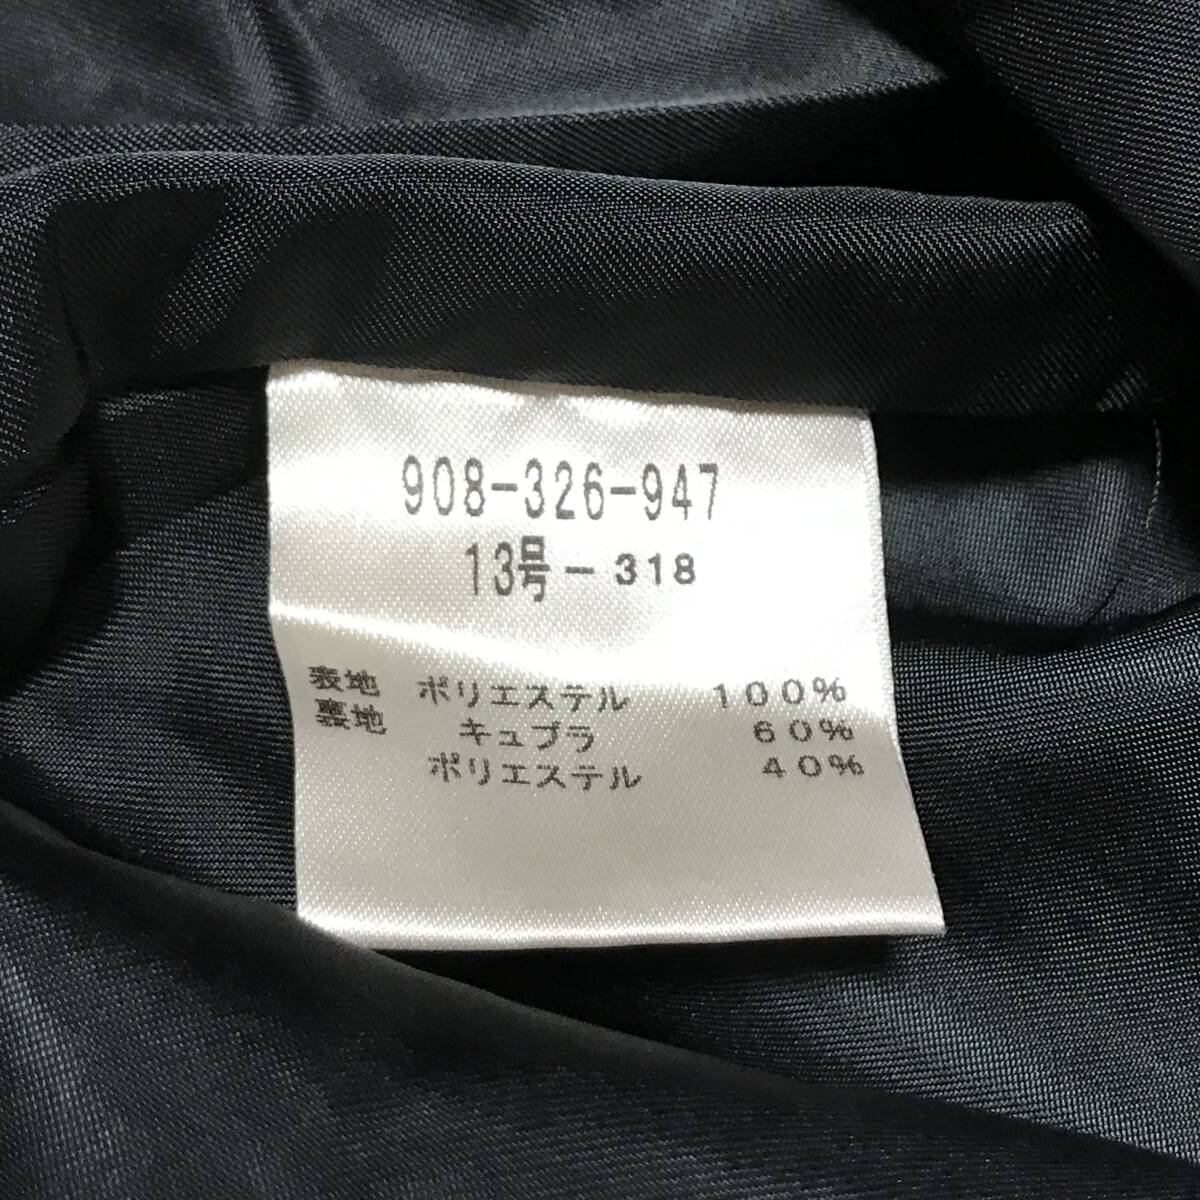 908-326-947
13号-318
表地 ポリエステル 100%
裏地 キュプラ 60%
ポリエステル 40%